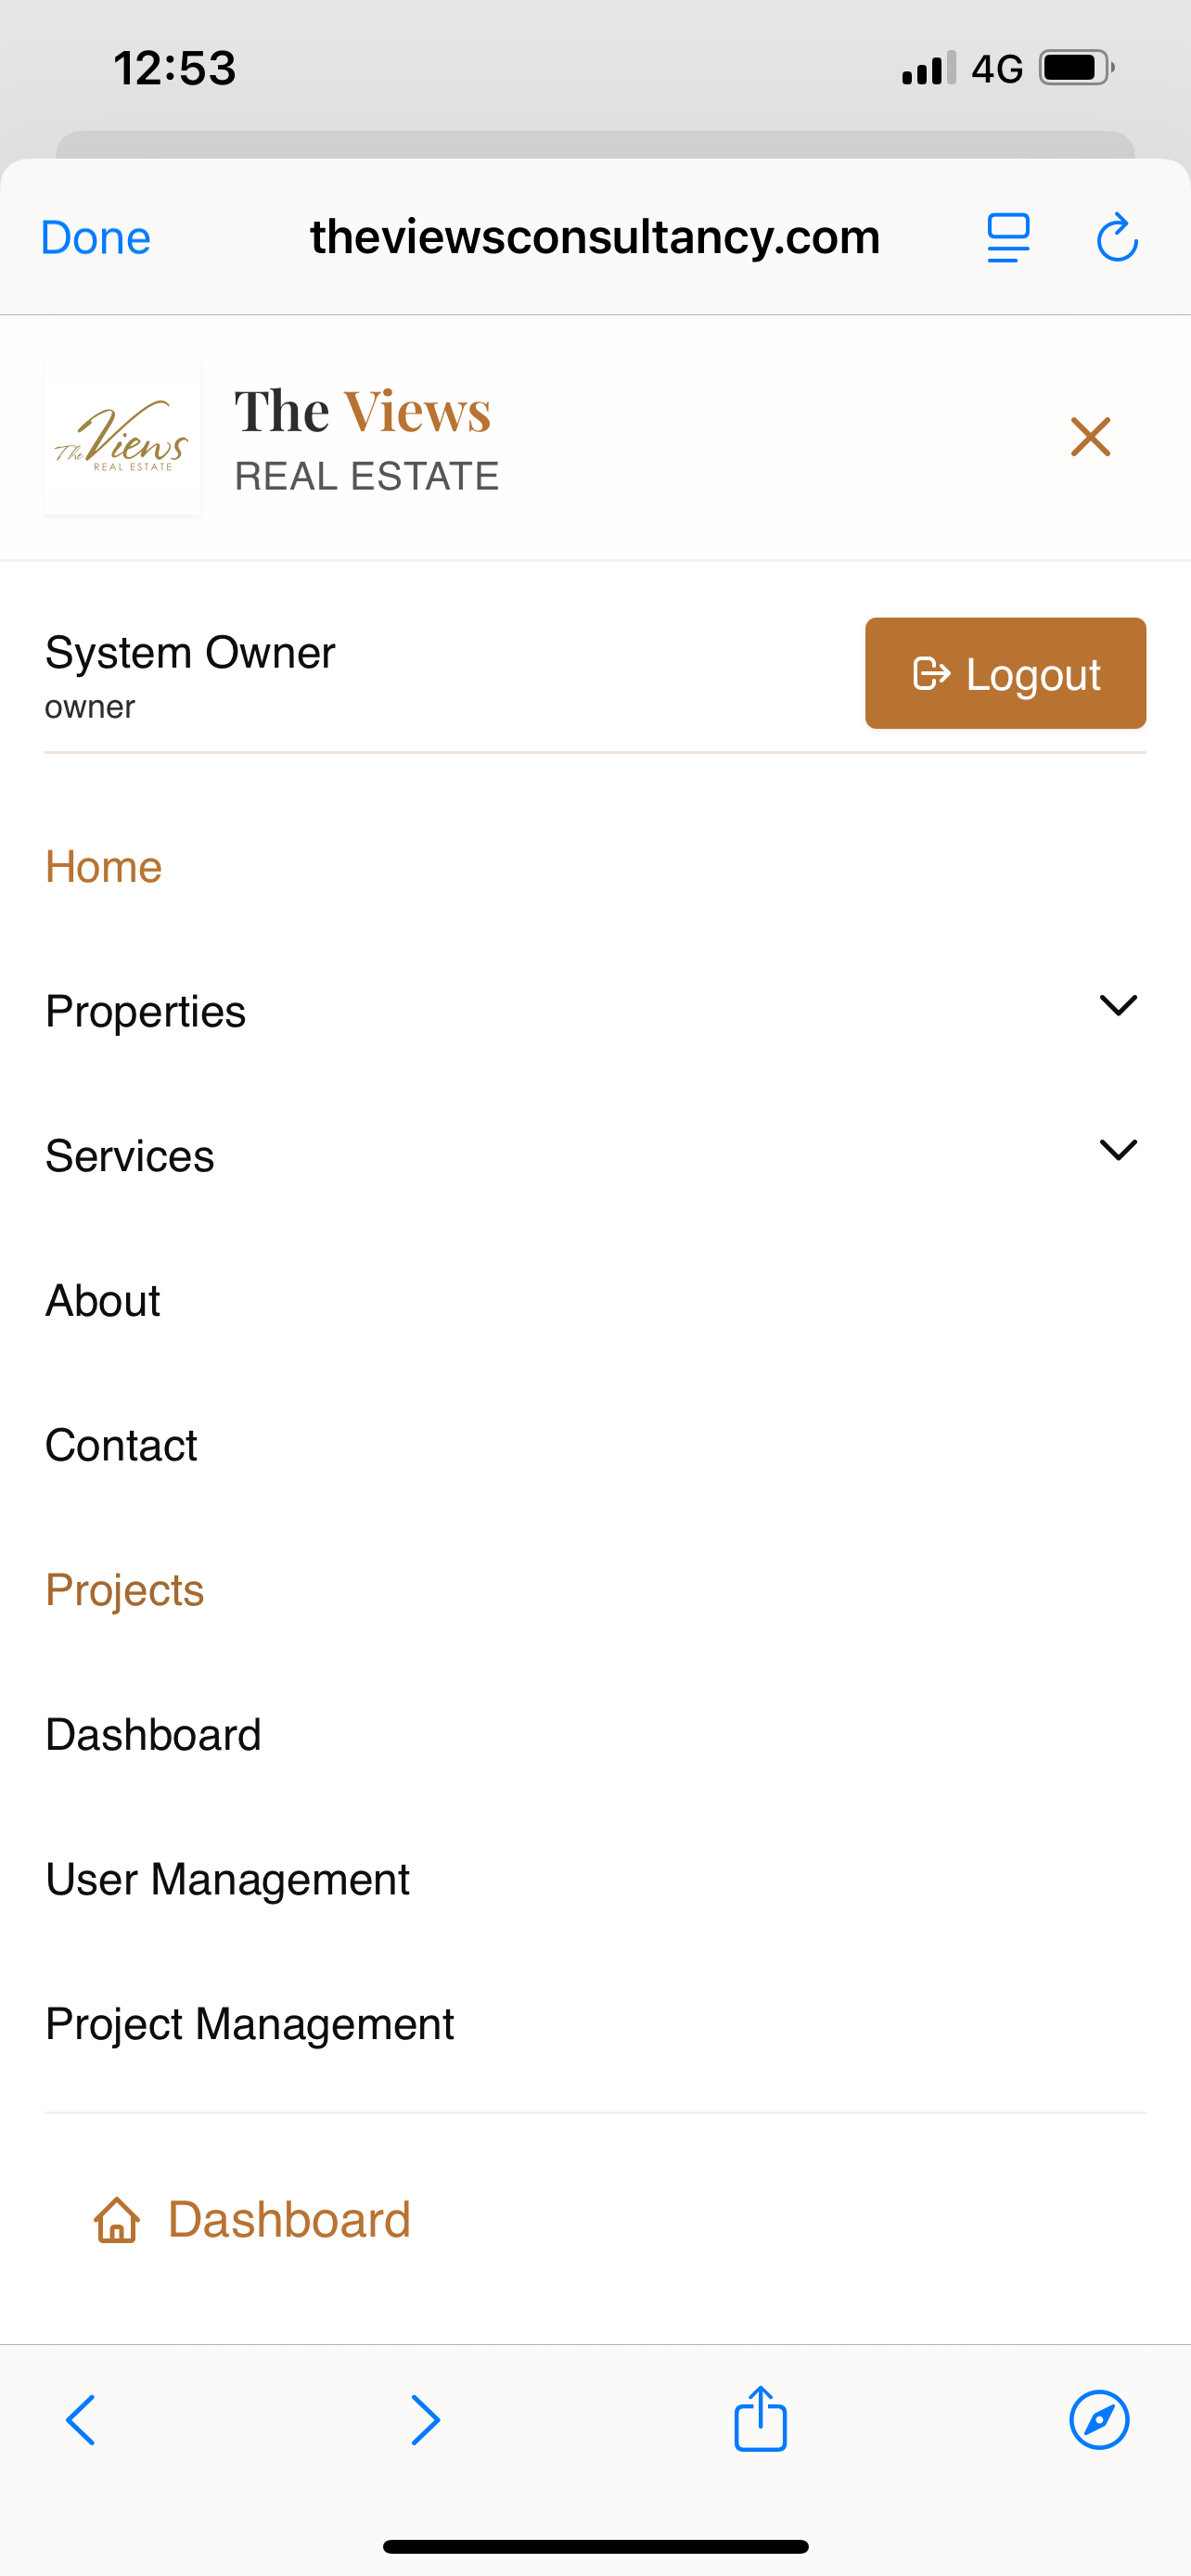 12:53 4G
Done theviewsconsultancy.com
The Views
REAL ESTATE
The Views
REAL ESTATE
System Owner
owner
Logout
Home
Properties
Services
About
Contact
Projects
Dashboard
User Management
Project Management
Dashboard